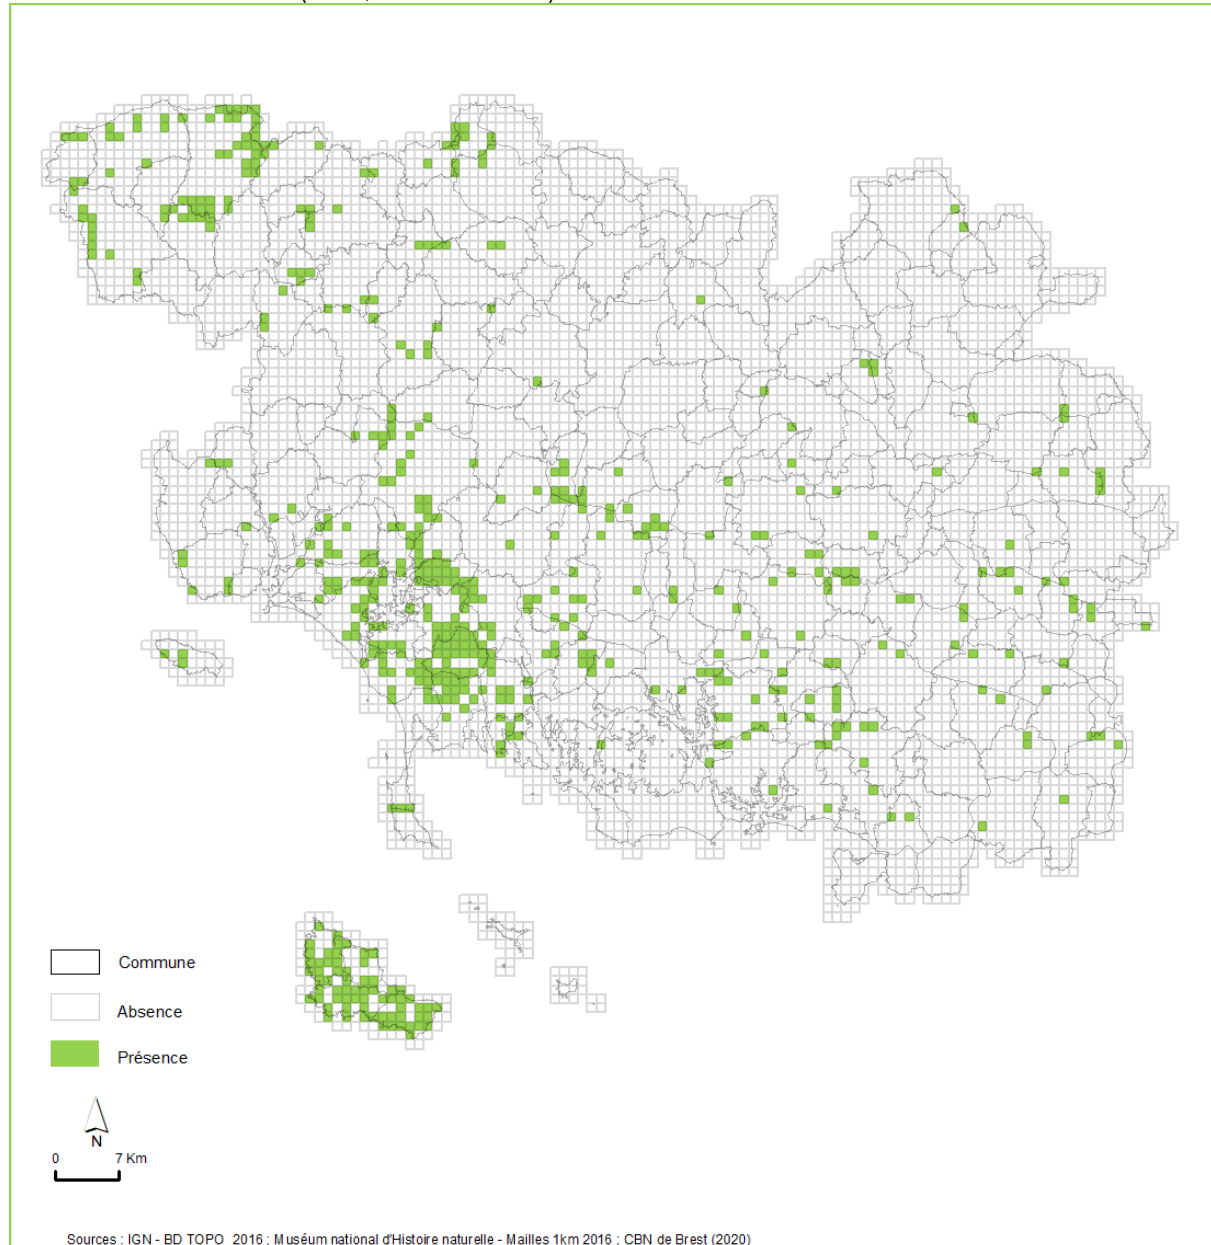 Commune
Absence
Présence
N
0 7 Km
Sources : IGN - BD TOPO 2016 ; Muséum national d'Histoire naturelle - Mailles 1km 2016 ; CBN de Brest (2020)